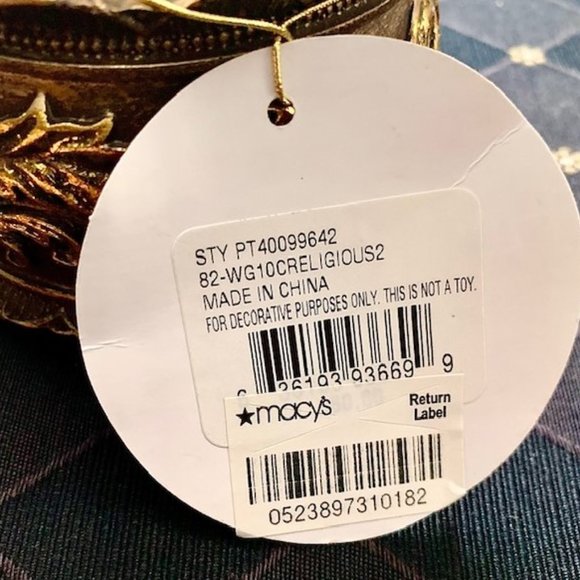 STY PT40099642
82-WG10CRELIGIOUS2
MADE IN CHINA
FOR DECORATIVE PURPOSES ONLY. THIS IS NOT A TOY.
93669 9
★macy's Return Label
0523897310182